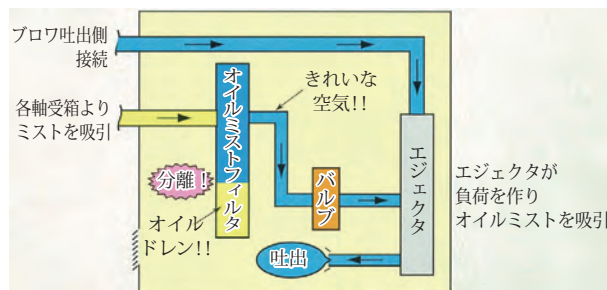 ブロワ吐出側
接続
各軸受箱より
ミストを吸引
オイルミストフィルタ
きれいな
空気!!
分離!
オイル
ドレン!!
バルブ
エジェクタ
エジェクタが
負荷を作り
オイルミストを吸引
吐出